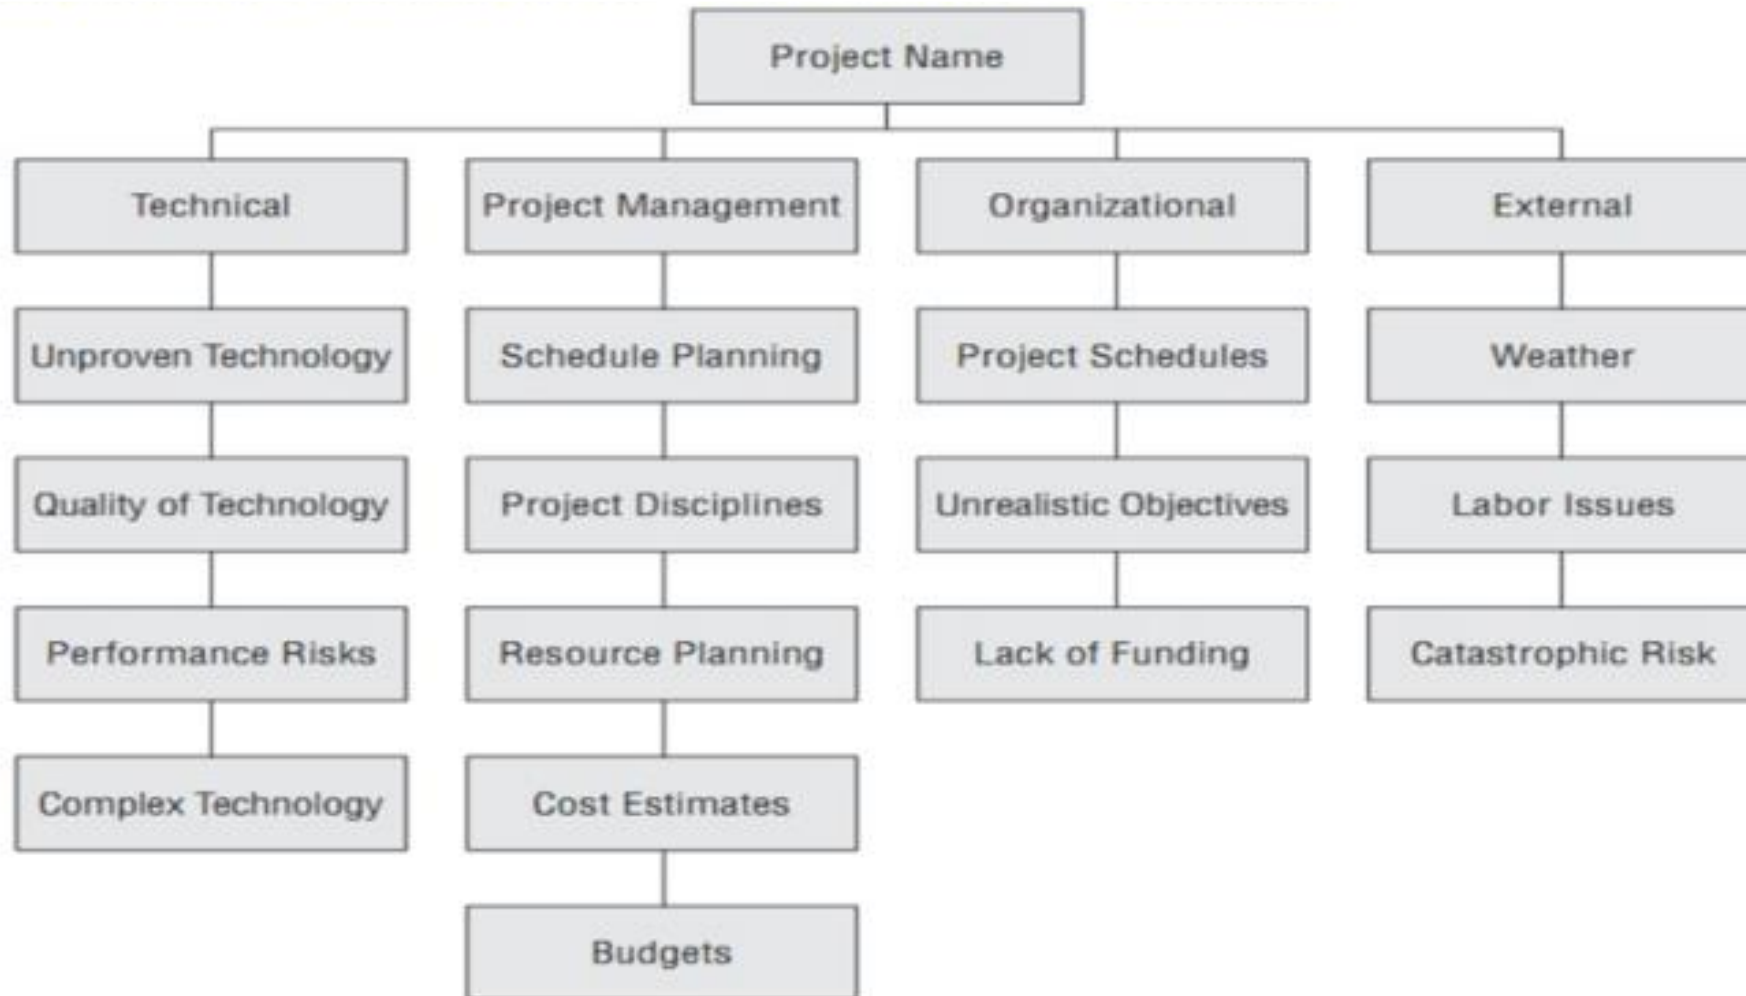 Project Name
Technical
Project Management
Organizational
External
Unproven Technology
Schedule Planning
Project Schedules
Weather
Quality of Technology
Project Disciplines
Unrealistic Objectives
Labor Issues
Performance Risks
Resource Planning
Lack of Funding
Catastrophic Risk
Complex Technology
Cost Estimates
Budgets